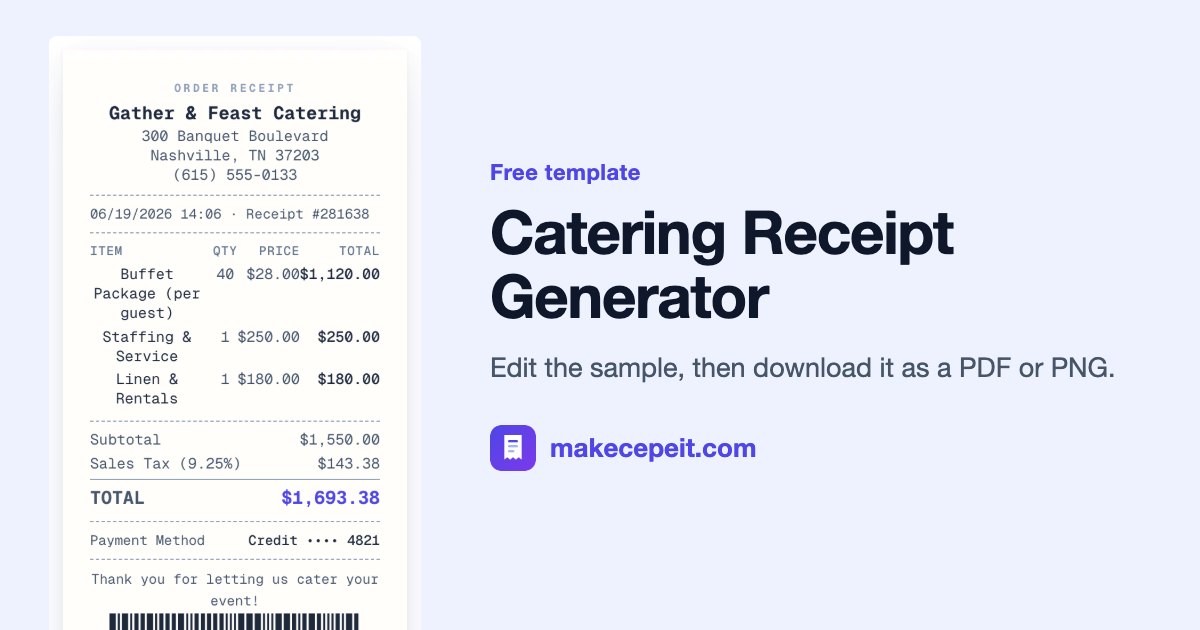 ORDER RECEIPT
Gather & Feast Catering
300 Banquet Boulevard
Nashville, TN 37203
(615) 555-0133
06/19/2026 14:06 · Receipt #281638
ITEM QTY PRICE TOTAL
Buffet 40 $28.00$1,120.00
Package (per
guest)
Staffing & 1 $250.00 $250.00
Service
Linen & 1 $180.00 $180.00
Rentals
Subtotal $1,550.00
Sales Tax (9.25%) $143.38
TOTAL $1,693.38
Payment Method Credit •••• 4821
Thank you for letting us cater your
event!
Free template
Catering Receipt
Generator
Edit the sample, then download it as a PDF or PNG.
makecepeit.com